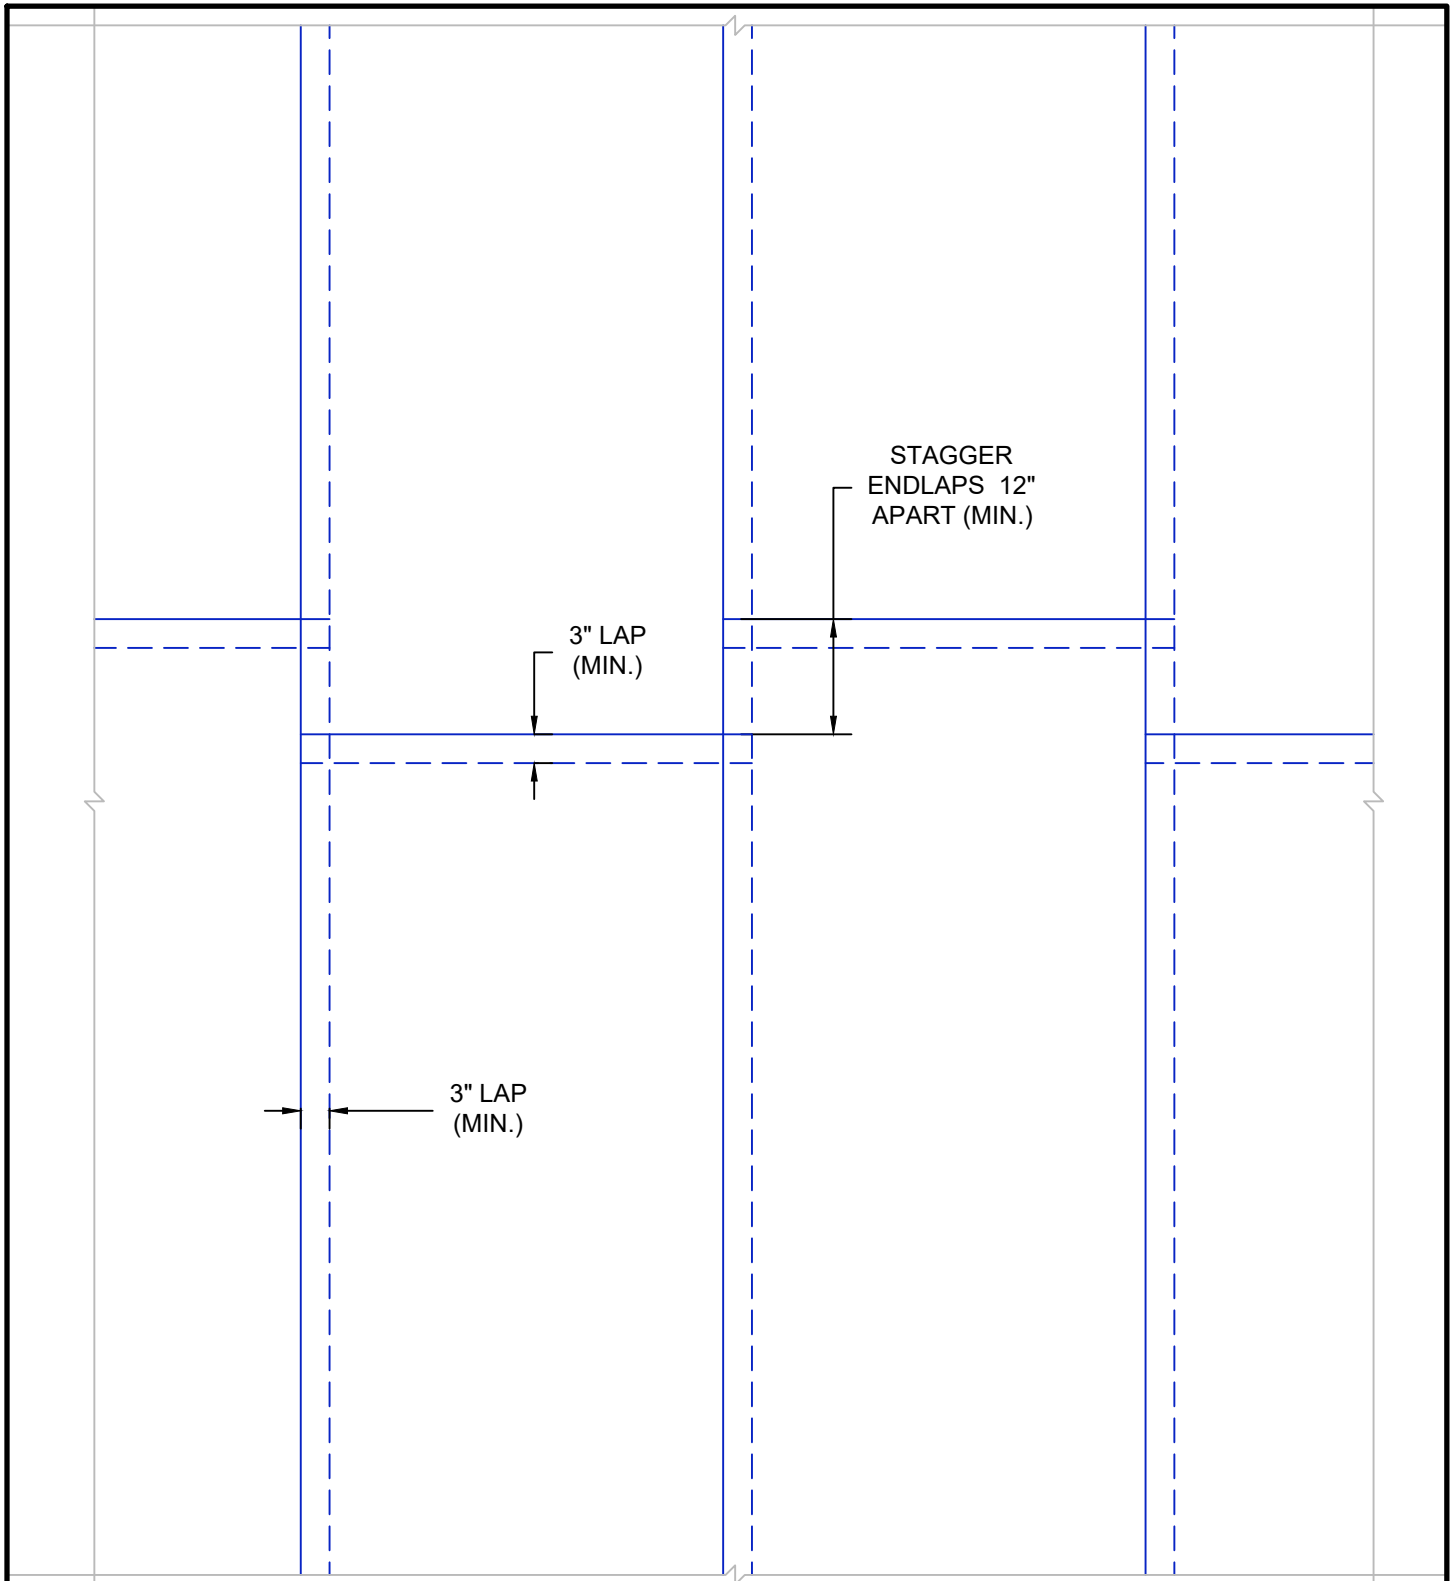 STAGGER
ENDLAPS 12"
APART (MIN.)
3" LAP
(MIN.)
3" LAP
(MIN.)